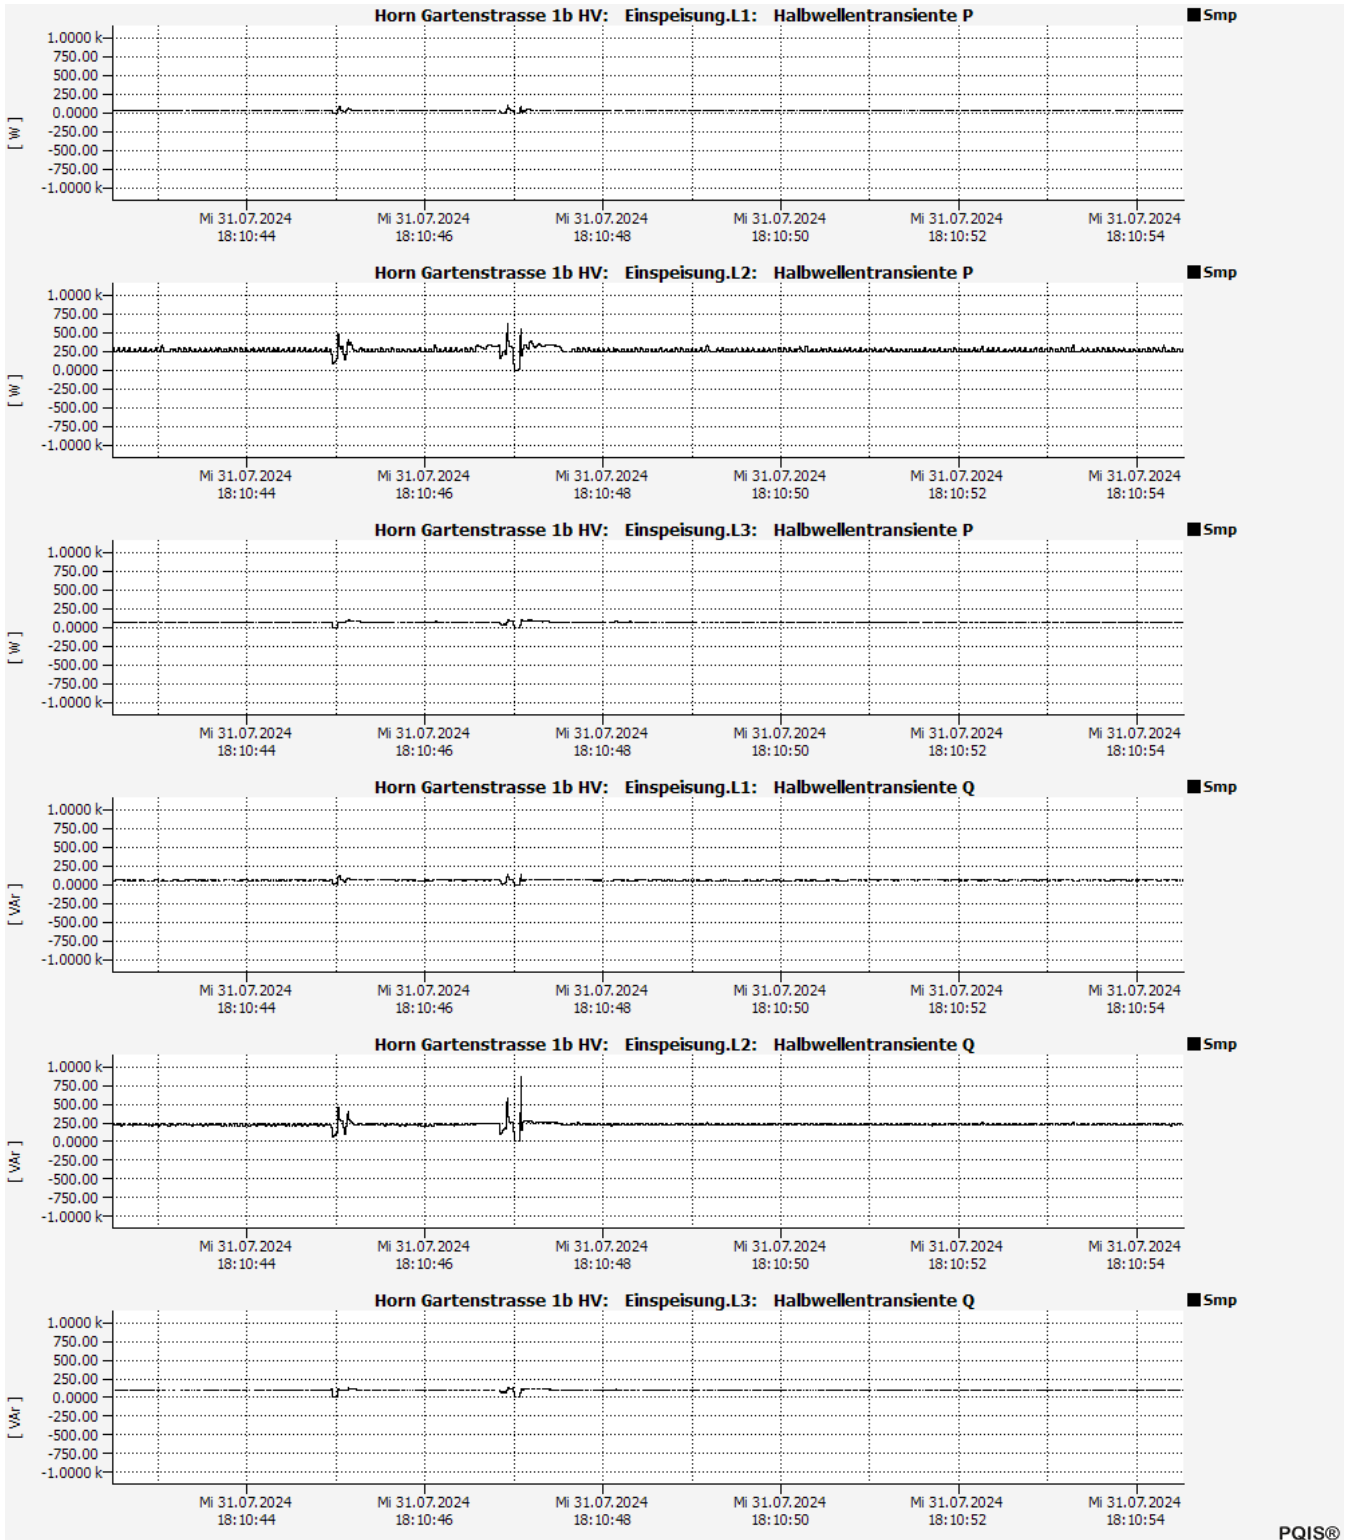 Horn Gartenstrasse 1b HV: Einspeisung.L1: Halbwellentransiente P
Smp
1.0000 k
750.00
500.00
250.00
0.0000
-250.00
-500.00
-750.00
-1.0000 k
[ W ]
Mi 31.07.2024 Mi 31.07.2024 Mi 31.07.2024 Mi 31.07.2024 Mi 31.07.2024 Mi 31.07.2024
18:10:44 18:10:46 18:10:48 18:10:50 18:10:52 18:10:54
Horn Gartenstrasse 1b HV: Einspeisung.L2: Halbwellentransiente P
Smp
1.0000 k
750.00
500.00
250.00
0.0000
-250.00
-500.00
-750.00
-1.0000 k
[ W ]
Mi 31.07.2024 Mi 31.07.2024 Mi 31.07.2024 Mi 31.07.2024 Mi 31.07.2024 Mi 31.07.2024
18:10:44 18:10:46 18:10:48 18:10:50 18:10:52 18:10:54
Horn Gartenstrasse 1b HV: Einspeisung.L3: Halbwellentransiente P
Smp
1.0000 k
750.00
500.00
250.00
0.0000
-250.00
-500.00
-750.00
-1.0000 k
[ W ]
Mi 31.07.2024 Mi 31.07.2024 Mi 31.07.2024 Mi 31.07.2024 Mi 31.07.2024 Mi 31.07.2024
18:10:44 18:10:46 18:10:48 18:10:50 18:10:52 18:10:54
Horn Gartenstrasse 1b HV: Einspeisung.L1: Halbwellentransiente Q
Smp
1.0000 k
750.00
500.00
250.00
0.0000
-250.00
-500.00
-750.00
-1.0000 k
[ VAr ]
Mi 31.07.2024 Mi 31.07.2024 Mi 31.07.2024 Mi 31.07.2024 Mi 31.07.2024 Mi 31.07.2024
18:10:44 18:10:46 18:10:48 18:10:50 18:10:52 18:10:54
Horn Gartenstrasse 1b HV: Einspeisung.L2: Halbwellentransiente Q
Smp
1.0000 k
750.00
500.00
250.00
0.0000
-250.00
-500.00
-750.00
-1.0000 k
[ VAr ]
Mi 31.07.2024 Mi 31.07.2024 Mi 31.07.2024 Mi 31.07.2024 Mi 31.07.2024 Mi 31.07.2024
18:10:44 18:10:46 18:10:48 18:10:50 18:10:52 18:10:54
Horn Gartenstrasse 1b HV: Einspeisung.L3: Halbwellentransiente Q
Smp
1.0000 k
750.00
500.00
250.00
0.0000
-250.00
-500.00
-750.00
-1.0000 k
[ VAr ]
Mi 31.07.2024 Mi 31.07.2024 Mi 31.07.2024 Mi 31.07.2024 Mi 31.07.2024 Mi 31.07.2024
18:10:44 18:10:46 18:10:48 18:10:50 18:10:52 18:10:54
PQIS®